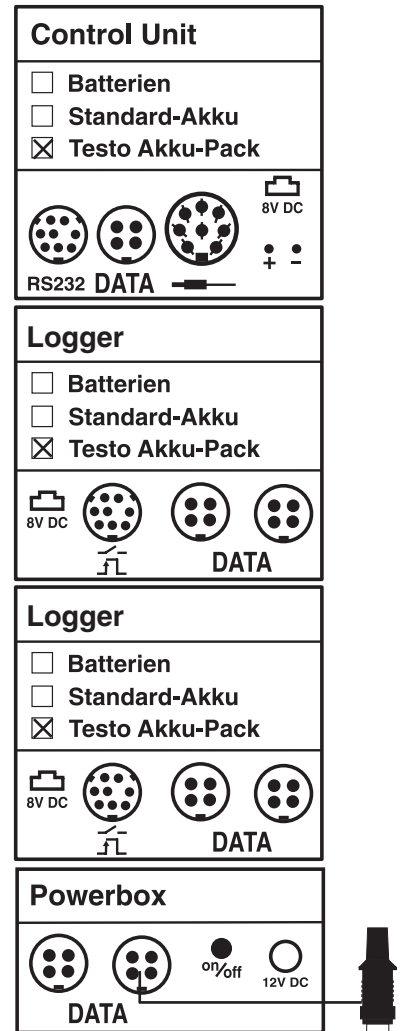 Control Unit
Batterien
Standard-Akku
Testo Akku-Pack
8V DC
+ -
RS232 DATA
Logger
Batterien
Standard-Akku
Testo Akku-Pack
8V DC
DATA
Logger
Batterien
Standard-Akku
Testo Akku-Pack
8V DC
DATA
Powerbox
on/off
12V DC
DATA